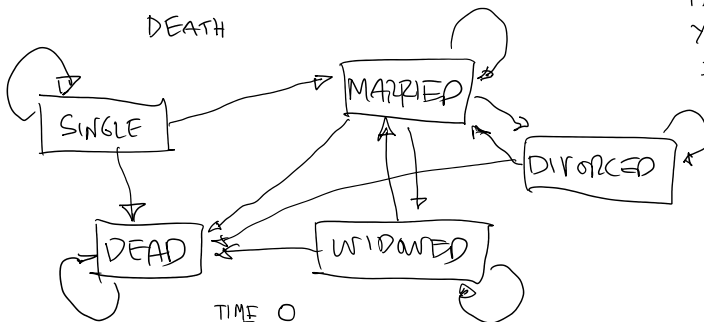 DEATH
MARRIED
SINGLE
DIVORCED
DEAD
WIDOWED
TIME 0